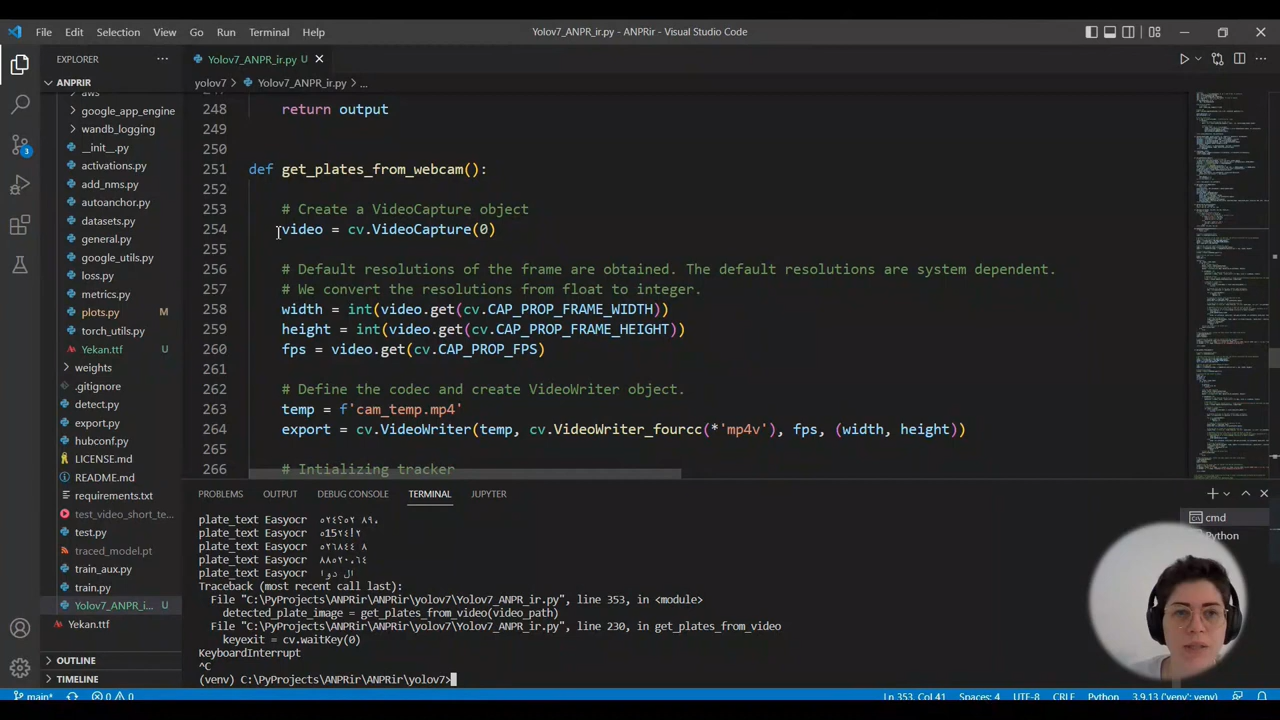 File Edit Selection View Go Run Terminal Help
Yolov7_ANPR_ir.py - ANPRir - Visual Studio Code
EXPLORER
Yolov7_ANPR_ir.py U
ANPRIR
yolov7 > Yolov7_ANPR_ir.py > ...
aws
google_app_engine
wandb_logging
__init__.py
activations.py
add_nms.py
autoanchor.py
datasets.py
general.py
google_utils.py
loss.py
metrics.py
plots.py M
torch_utils.py
Yekan.ttf U
weights
.gitignore
detect.py
export.py
hubconf.py
LICENSE.md
README.md
requirements.txt
test_video_short_te...
test.py
traced_model.pt
train_aux.py
train.py
Yolov7_ANPR_i... U
Yekan.ttf U
OUTLINE
TIMELINE
3
248 return output
249
250
251 def get_plates_from_webcam():
252
253 # Create a VideoCapture object
254 video = cv.VideoCapture(0)
255
256 # Default resolutions of the frame are obtained. The default resolutions are system dependent.
257 # We convert the resolutions from float to integer.
258 width = int(video.get(cv.CAP_PROP_FRAME_WIDTH))
259 height = int(video.get(cv.CAP_PROP_FRAME_HEIGHT))
260 fps = video.get(cv.CAP_PROP_FPS)
261
262 # Define the codec and create VideoWriter object.
263 temp = f'cam_temp.mp4'
264 export = cv.VideoWriter(temp, cv.VideoWriter_fourcc(*'mp4v'), fps, (width, height))
265
266 # Intializing tracker
PROBLEMS OUTPUT DEBUG CONSOLE TERMINAL JUPYTER
cmd
Python
plate_text Easyocr
plate_text Easyocr
plate_text Easyocr
plate_text Easyocr
plate_text Easyocr
Traceback (most recent call last):
File "C:\PyProjects\ANPRir\ANPRir\yolov7\Yolov7_ANPR_ir.py", line 353, in <module>
detected_plate_image = get_plates_from_video(video_path)
File "C:\PyProjects\ANPRir\ANPRir\yolov7\Yolov7_ANPR_ir.py", line 230, in get_plates_from_video
keyexit = cv.waitKey(0)
KeyboardInterrupt
^C
(venv) C:\PyProjects\ANPRir\ANPRir\yolov7>
main* 0 0 Ln 353, Col 41 Spaces: 4 UTF-8 CRLF Python 3.9.13 ('venv': venv)